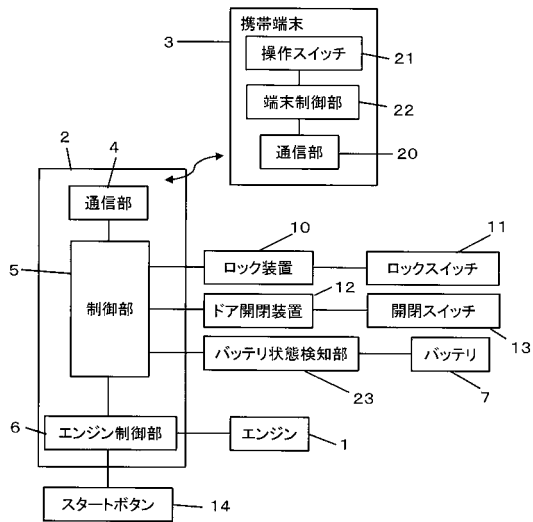 携帯端末
3
操作スイッチ
21
端末制御部
22
通信部
20
2
4
通信部
5
制御部
10
ロック装置
11
ロックスイッチ
12
ドア開閉装置
開閉スイッチ
13
バッテリ状態検知部
23
バッテリ
7
6
エンジン制御部
エンジン
1
スタートボタン
14